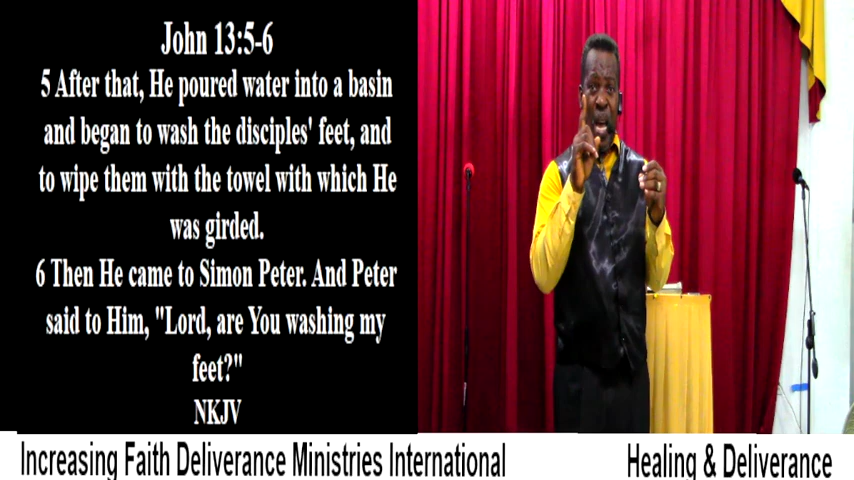 John 13:5-6
5 After that, He poured water into a basin
and began to wash the disciples' feet, and
to wipe them with the towel with which He
was girded.
6 Then He came to Simon Peter. And Peter
said to Him, "Lord, are You washing my
feet?"
NKJV
Increasing Faith Deliverance Ministries International
Healing & Deliverance